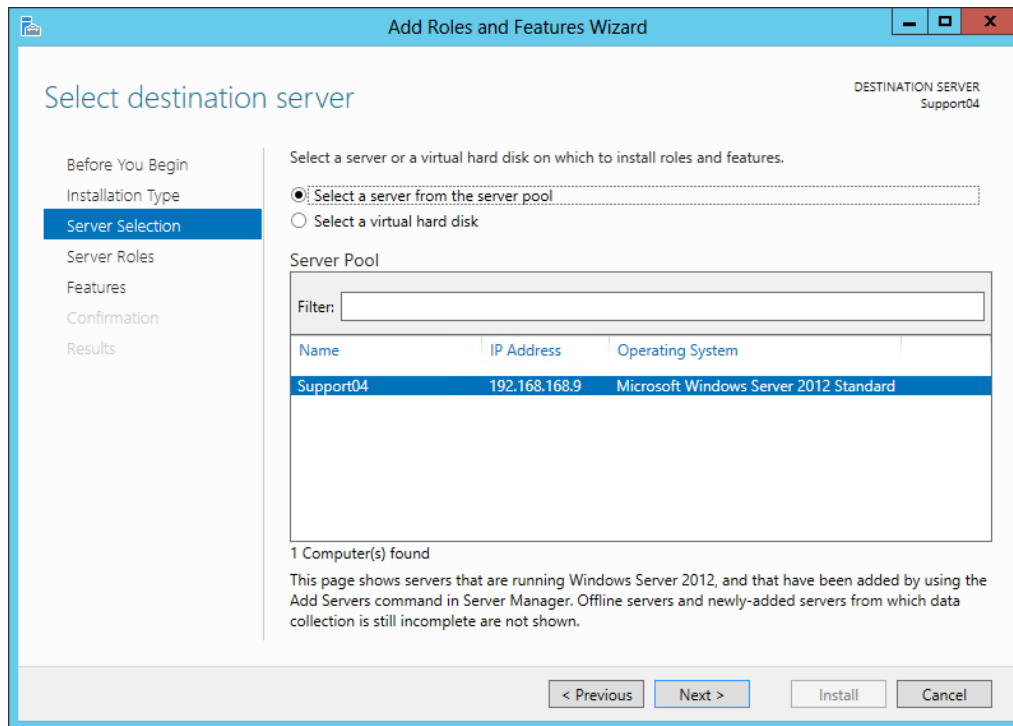 Add Roles and Features Wizard
Select destination server
DESTINATION SERVER
Support04
Before You Begin
Installation Type
Server Selection
Server Roles
Features
Confirmation
Results
Select a server or a virtual hard disk on which to install roles and features.
Select a server from the server pool
Select a virtual hard disk
Server Pool
Filter:
Name IP Address Operating System
Support04 192.168.168.9 Microsoft Windows Server 2012 Standard
1 Computer(s) found
This page shows servers that are running Windows Server 2012, and that have been added by using the
Add Servers command in Server Manager. Offline servers and newly-added servers from which data
collection is still incomplete are not shown.
< Previous Next > Install Cancel